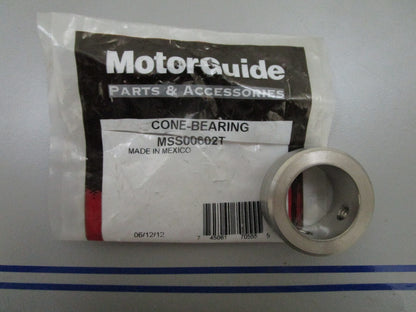 MotorGuide
Parts & Accessories
CONE-BEARING
MSS00602T
MADE IN MEXICO
06/12/12